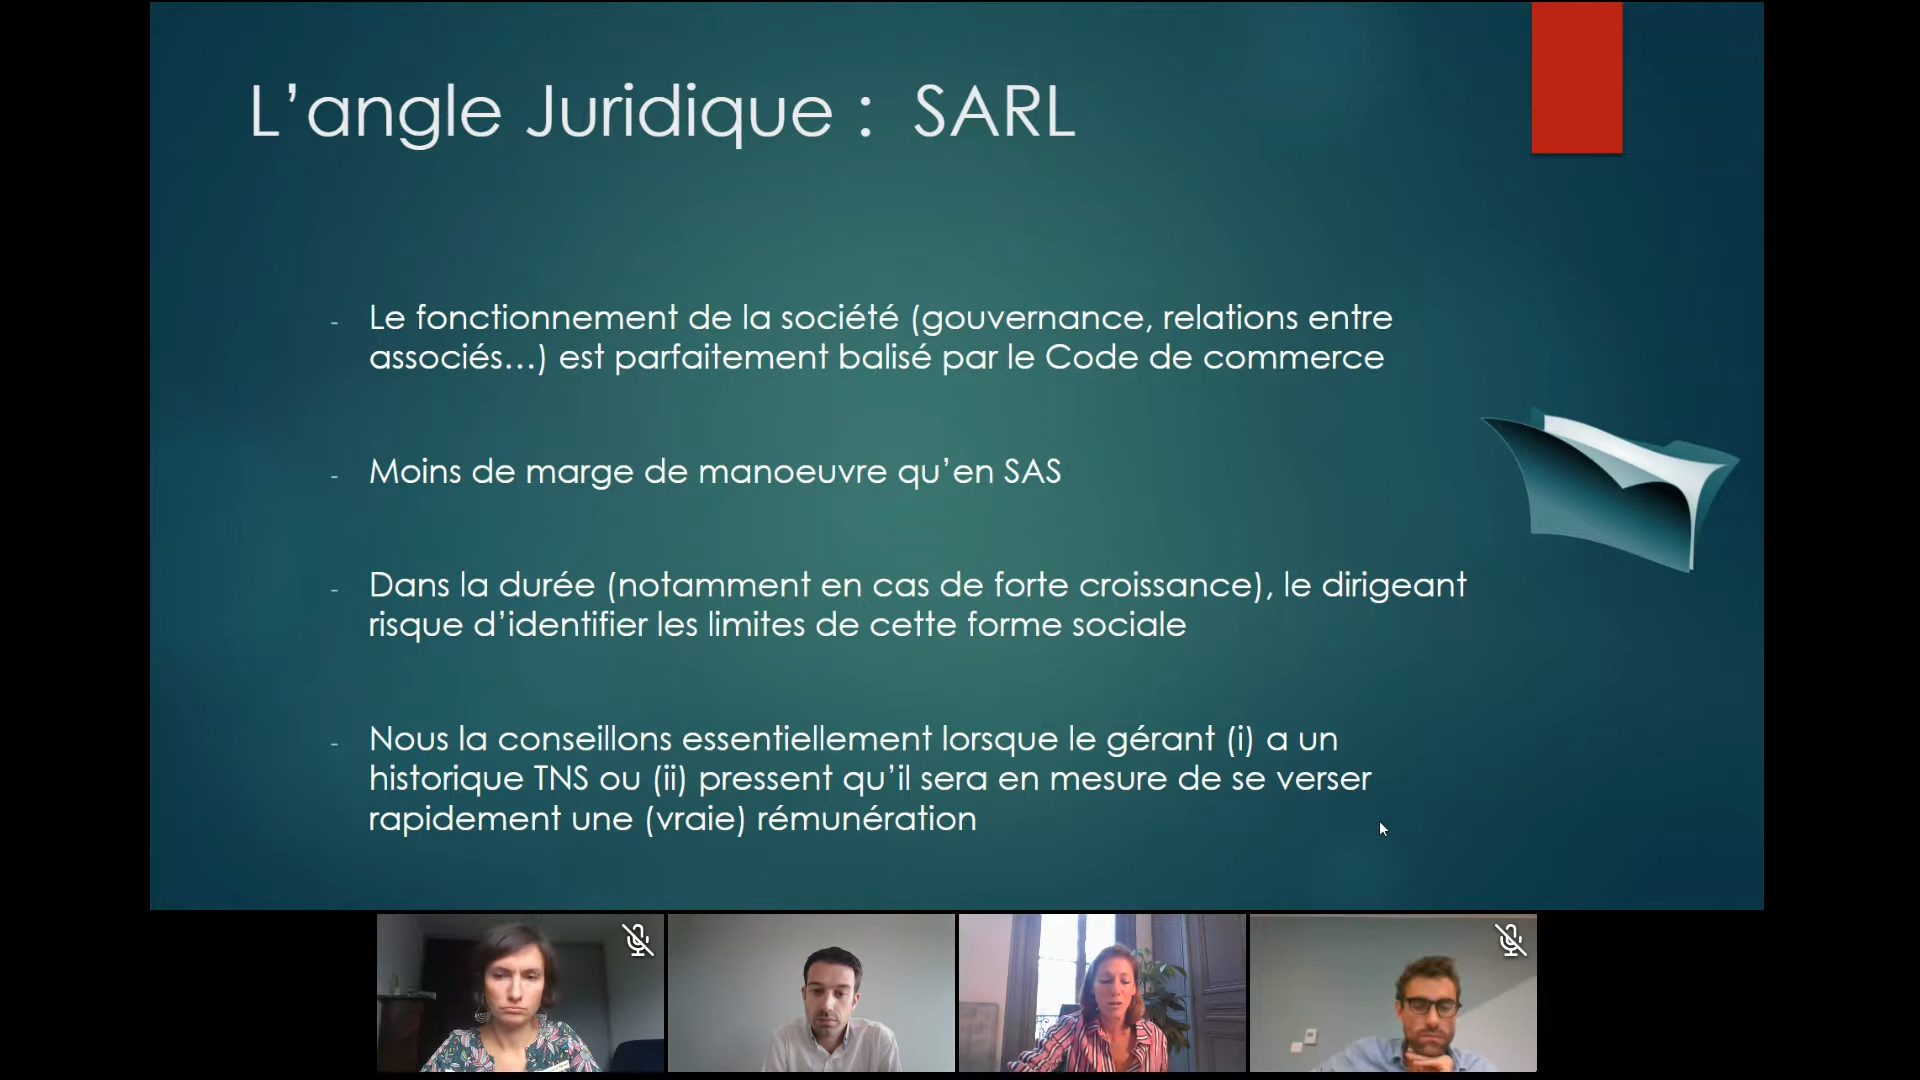 L’angle Juridique : SARL
- Le fonctionnement de la société (gouvernance, relations entre
associés…) est parfaitement balisé par le Code de commerce
- Moins de marge de manoeuvre qu’en SAS
- Dans la durée (notamment en cas de forte croissance), le dirigeant
risque d’identifier les limites de cette forme sociale
- Nous la conseillons essentiellement lorsque le gérant (i) a un
historique TNS ou (ii) pressent qu’il sera en mesure de se verser
rapidement une (vraie) rémunération